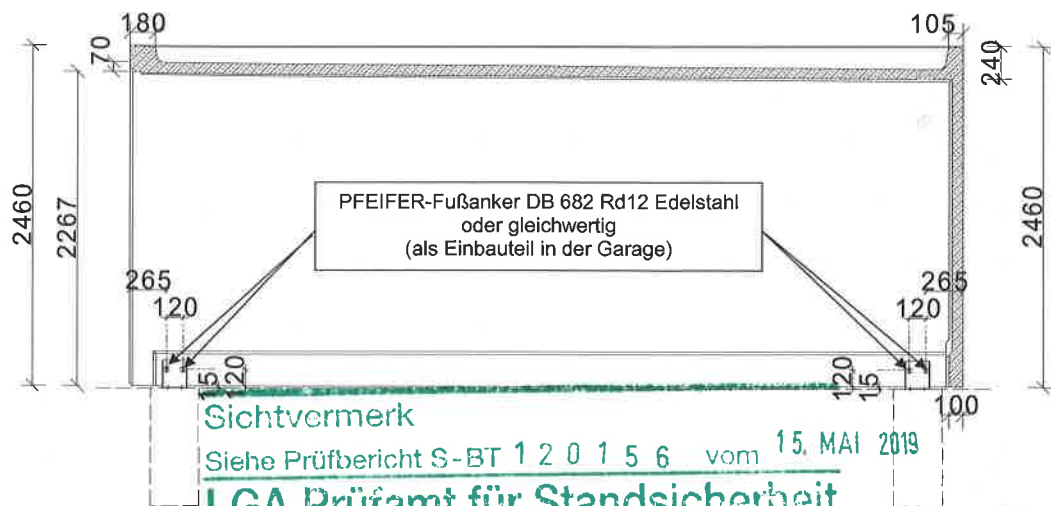 180
105
70
240
2460
2267
2460
PFEIFER-Fußanker DB 682 Rd12 Edelstahl
oder gleichwertig
(als Einbauteil in der Garage)
265
120
265
120
15
120
120
15
100
Sichtvermerk
Siehe Prüfbericht S-BT 120156 vom 15. MAI 2019
LGA Prüfamt für Standsicherheit